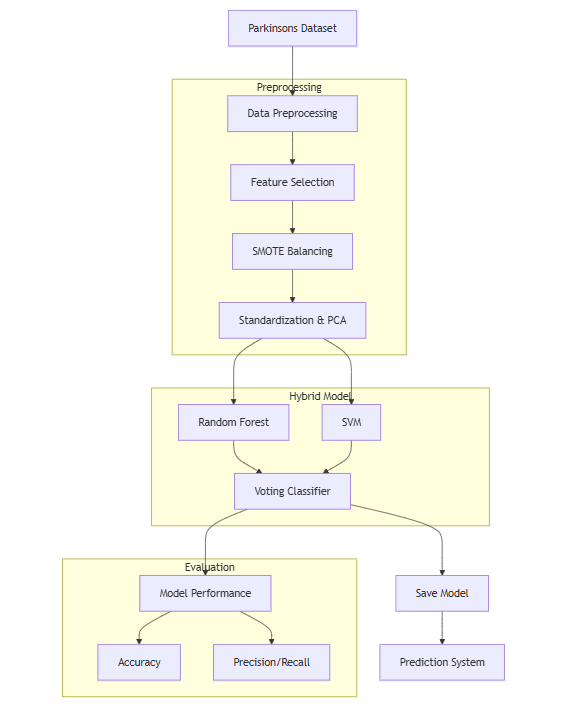 Parkinsons Dataset
Preprocessing
Data Preprocessing
Feature Selection
SMOTE Balancing
Standardization & PCA
Hybrid Model
Random Forest
SVM
Voting Classifier
Evaluation
Model Performance
Save Model
Accuracy
Precision/Recall
Prediction System